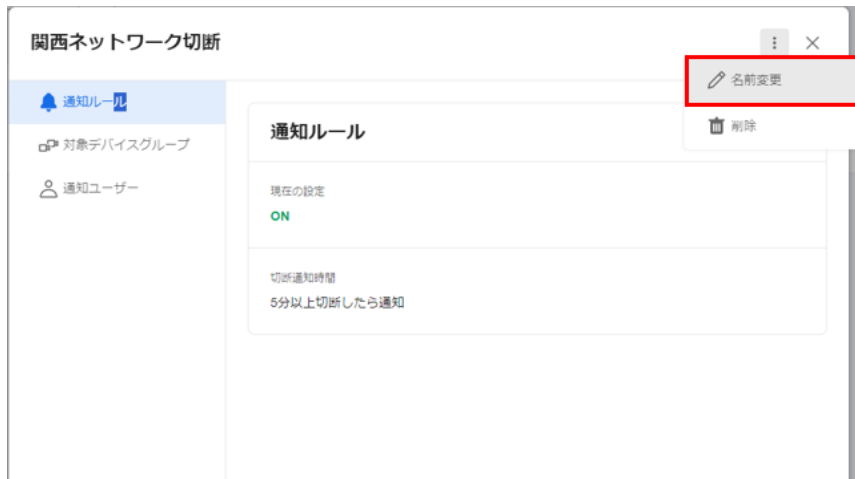 関西ネットワーク切断
名前変更
削除
通知ルール
対象デバイスグループ
通知ユーザー
通知ルール
現在の設定
ON
切断通知時間
5分以上切断したら通知